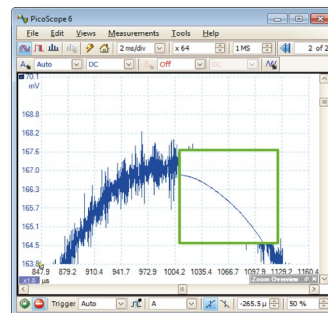 PicoScope 6
File Edit Views Measurements Tools Help
2 ms/div x 64 1 MS 2 of 2
A Auto DC Off DC
170.1
mV
168.8
168.2
167.6
167.0
166.3
165.7
165.1
164.5
163.8
847.9 879.2 910.4 941.7 972.9 1004.2 1035.4 1066.7 1097.9 1129.2 1160.4
x1.0 µs
Zoom Overview
Trigger Auto A -265.5 µ 50 %